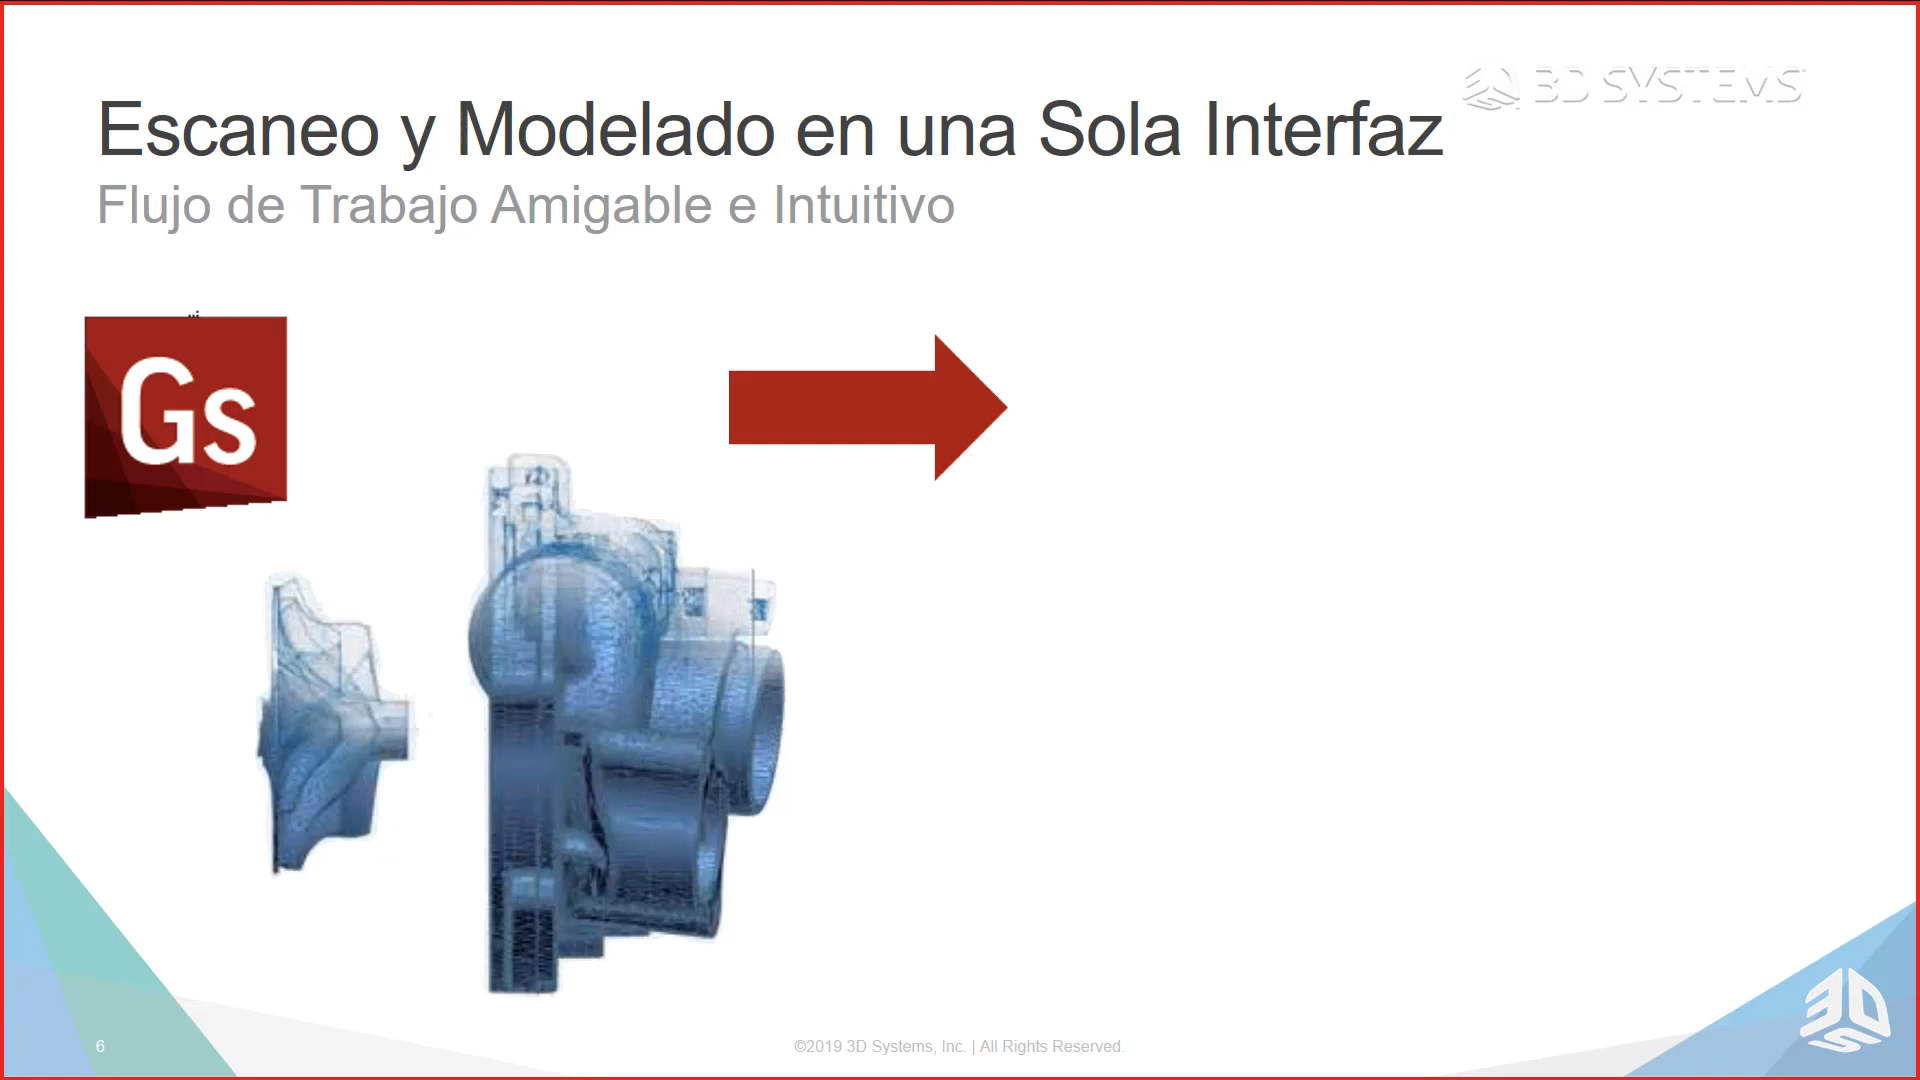 3D SYSTEMS
Escaneo y Modelado en una Sola Interfaz
Flujo de Trabajo Amigable e Intuitivo
Gs
6
©2019 3D Systems, Inc. | All Rights Reserved.
3DS